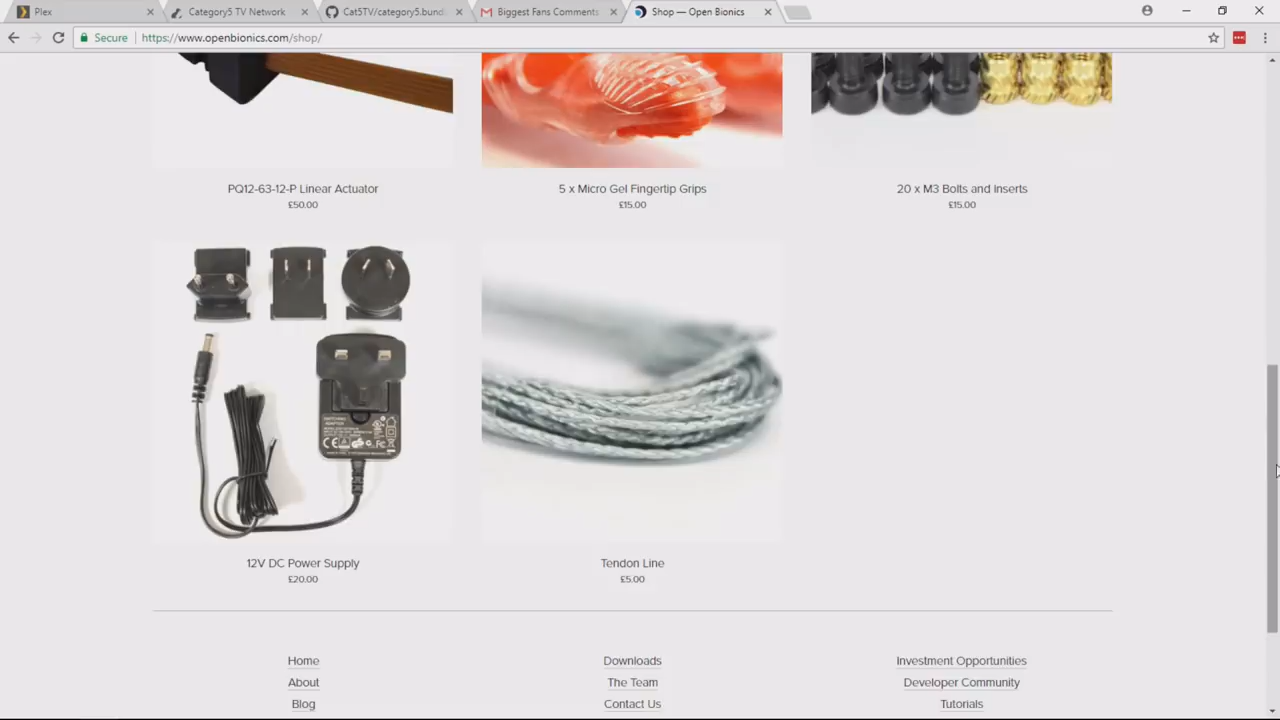 Plex
Category5 TV Network
Cat5TV/category5.bund
Biggest Fans Comments
Shop — Open Bionics
Secure
https://www.openbionics.com/shop/
PQ12-63-12-P Linear Actuator
£50.00
5 x Micro Gel Fingertip Grips
£15.00
20 x M3 Bolts and Inserts
£15.00
12V DC Power Supply
£20.00
Tendon Line
£5.00
Home
Downloads
Investment Opportunities
About
The Team
Developer Community
Blog
Contact Us
Tutorials